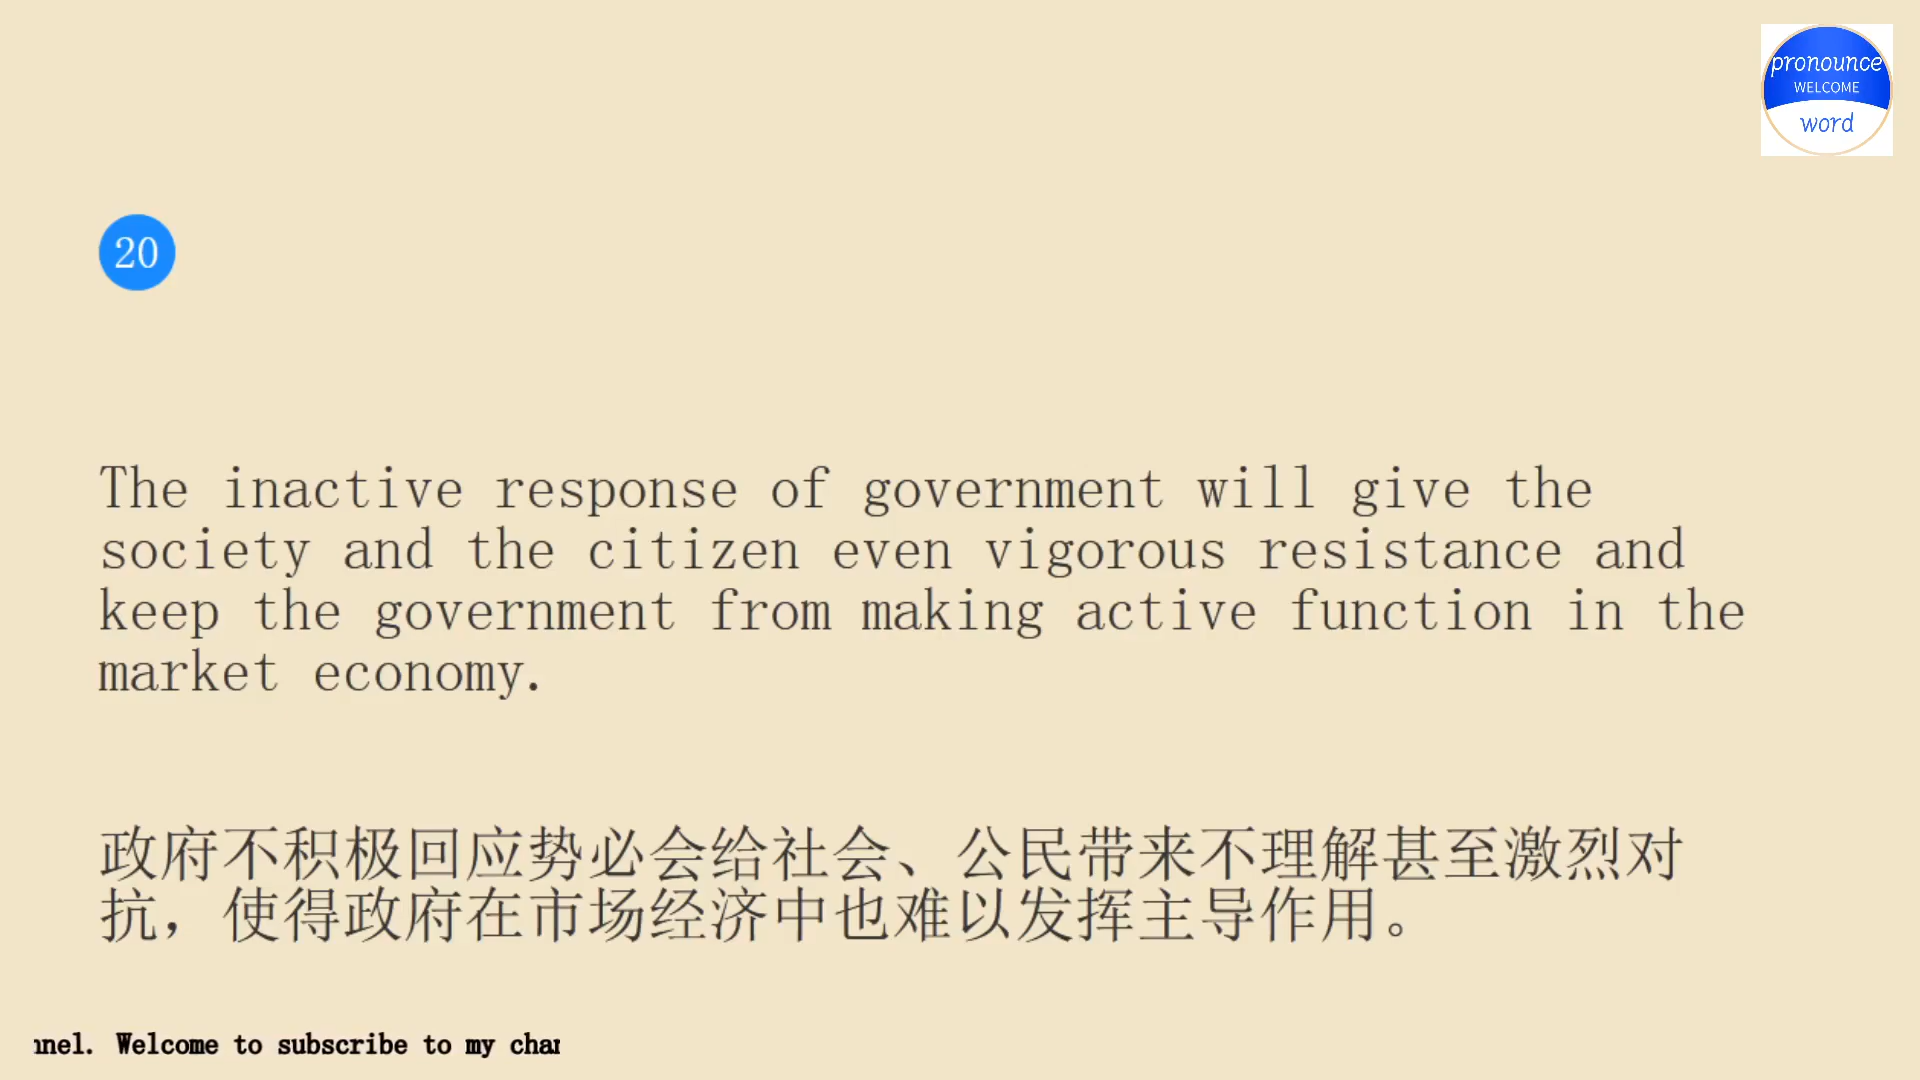 pronounce
WELCOME
word
20
The inactive response of government will give the
society and the citizen even vigorous resistance and
keep the government from making active function in the
market economy.
政府不积极回应势必会给社会、公民带来不理解甚至激烈对
抗，使得政府在市场经济中也难以发挥主导作用。
nnel. Welcome to subscribe to my chan